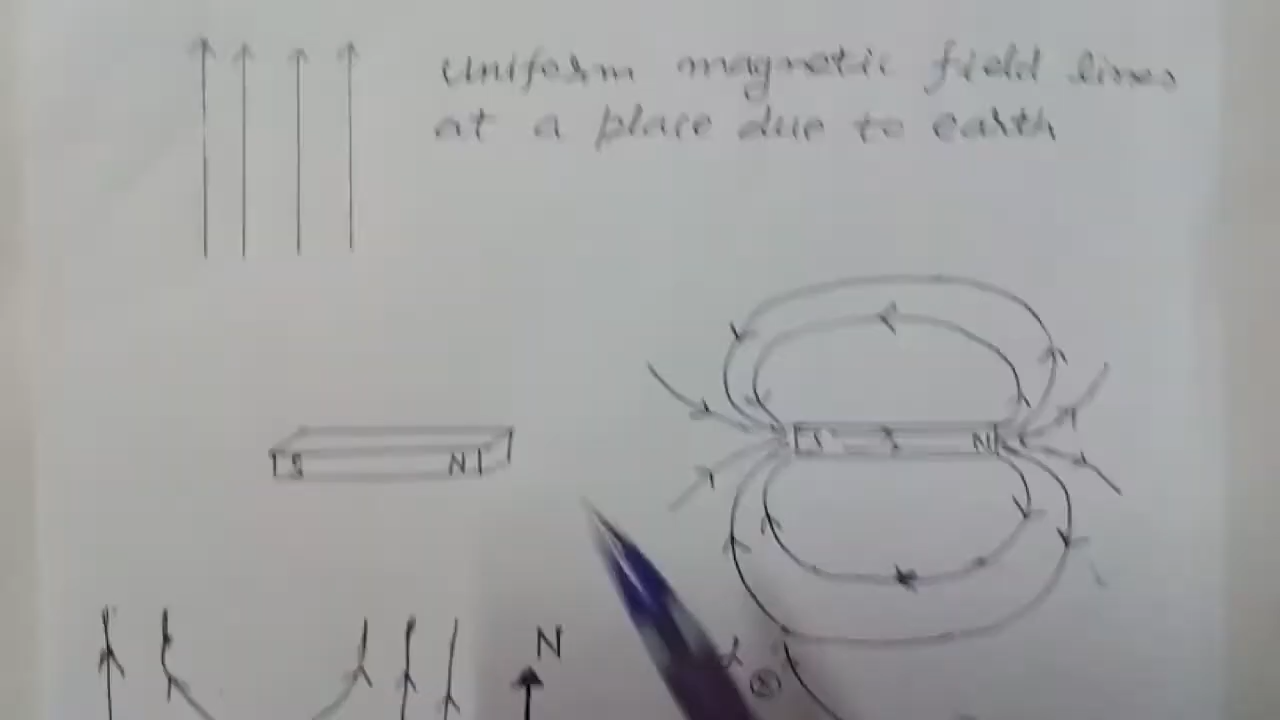 Uniform magnetic field lines
at a place due to earth
S N
S N
N